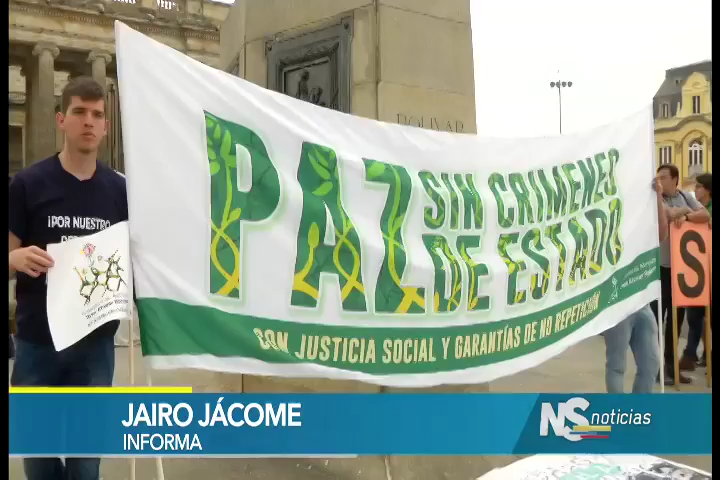 BOLÍVAR
PAZ SIN CRÍMENES
DE ESTADO
CON JUSTICIA SOCIAL Y GARANTÍAS DE NO REPETICIÓN
¡POR NUESTRO
S
JAIRO JÁCOME
INFORMA
NS noticias